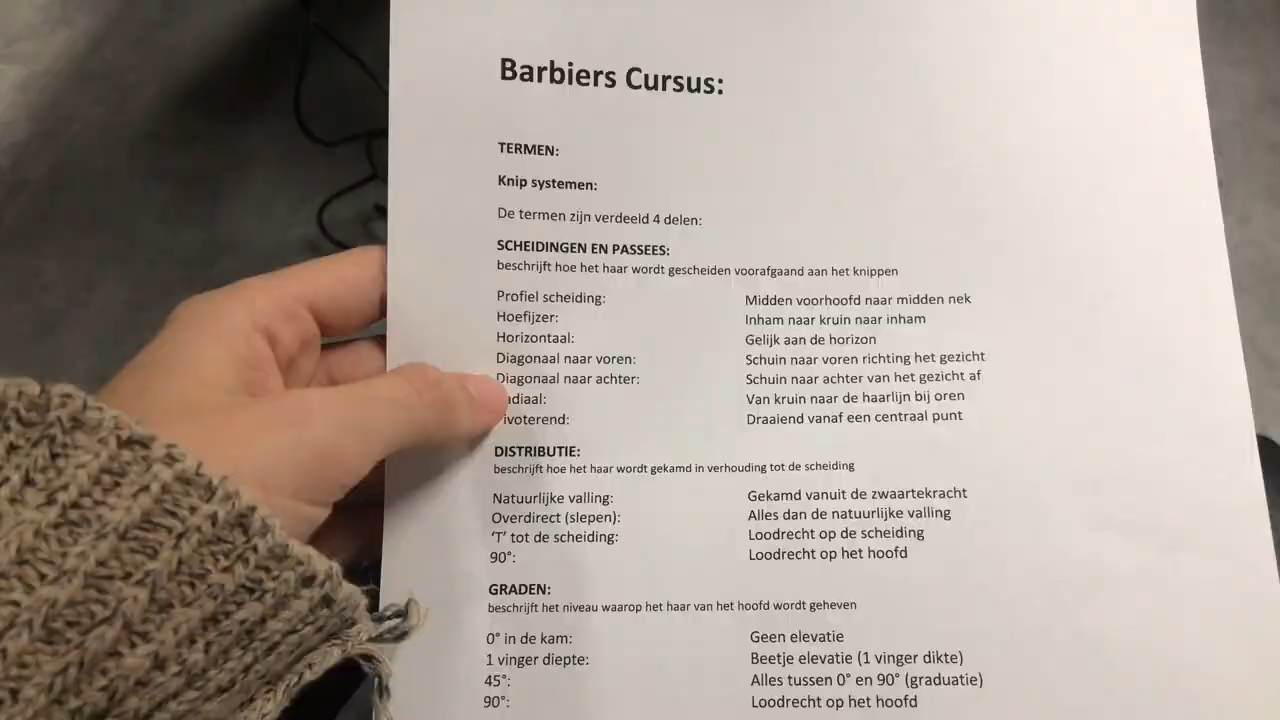 Barbiers Cursus:
TERMEN:
Knip systemen:
De termen zijn verdeeld 4 delen:
SCHEIDINGEN EN PASSEES:
beschrijft hoe het haar wordt gescheiden voorafgaand aan het knippen
Profiel scheiding: Midden voorhoofd naar midden nek
Hoefijzer: Inham naar kruin naar inham
Horizontaal: Gelijk aan de horizon
Diagonaal naar voren: Schuin naar voren richting het gezicht
Diagonaal naar achter: Schuin naar achter van het gezicht af
adiaal: Van kruin naar de haarlijn bij oren
ivoterend: Draaiend vanaf een centraal punt
DISTRIBUTIE:
beschrijft hoe het haar wordt gekamd in verhouding tot de scheiding
Natuurlijke valling: Gekamd vanuit de zwaartekracht
Overdirect (slepen): Alles dan de natuurlijke valling
‘T’ tot de scheiding: Loodrecht op de scheiding
90°: Loodrecht op het hoofd
GRADEN:
beschrijft het niveau waarop het haar van het hoofd wordt geheven
0° in de kam: Geen elevatie
1 vinger diepte: Beetje elevatie (1 vinger dikte)
45°: Alles tussen 0° en 90° (graduatie)
90°: Loodrecht op het hoofd